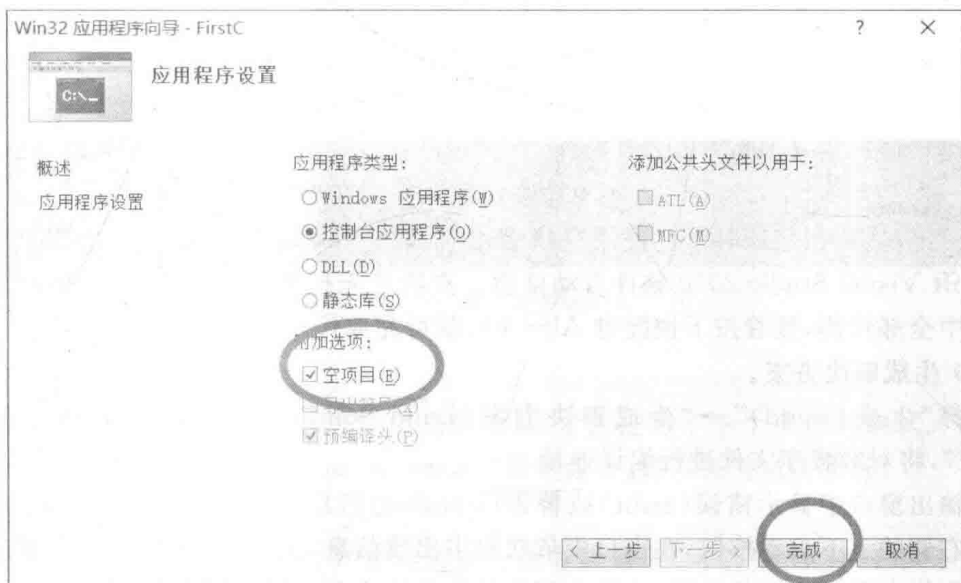 Win32 应用程序向导 - FirstC
?
×
C:\_
应用程序设置
概述
应用程序设置
应用程序类型:
Windows 应用程序(W)
控制台应用程序(O)
DLL(D)
静态库(S)
附加选项:
空项目(E)
导出符号(X)
预编译头(P)
添加公共头文件以用于:
ATL(A)
MFC(M)
< 上一步
下一步 >
完成
取消